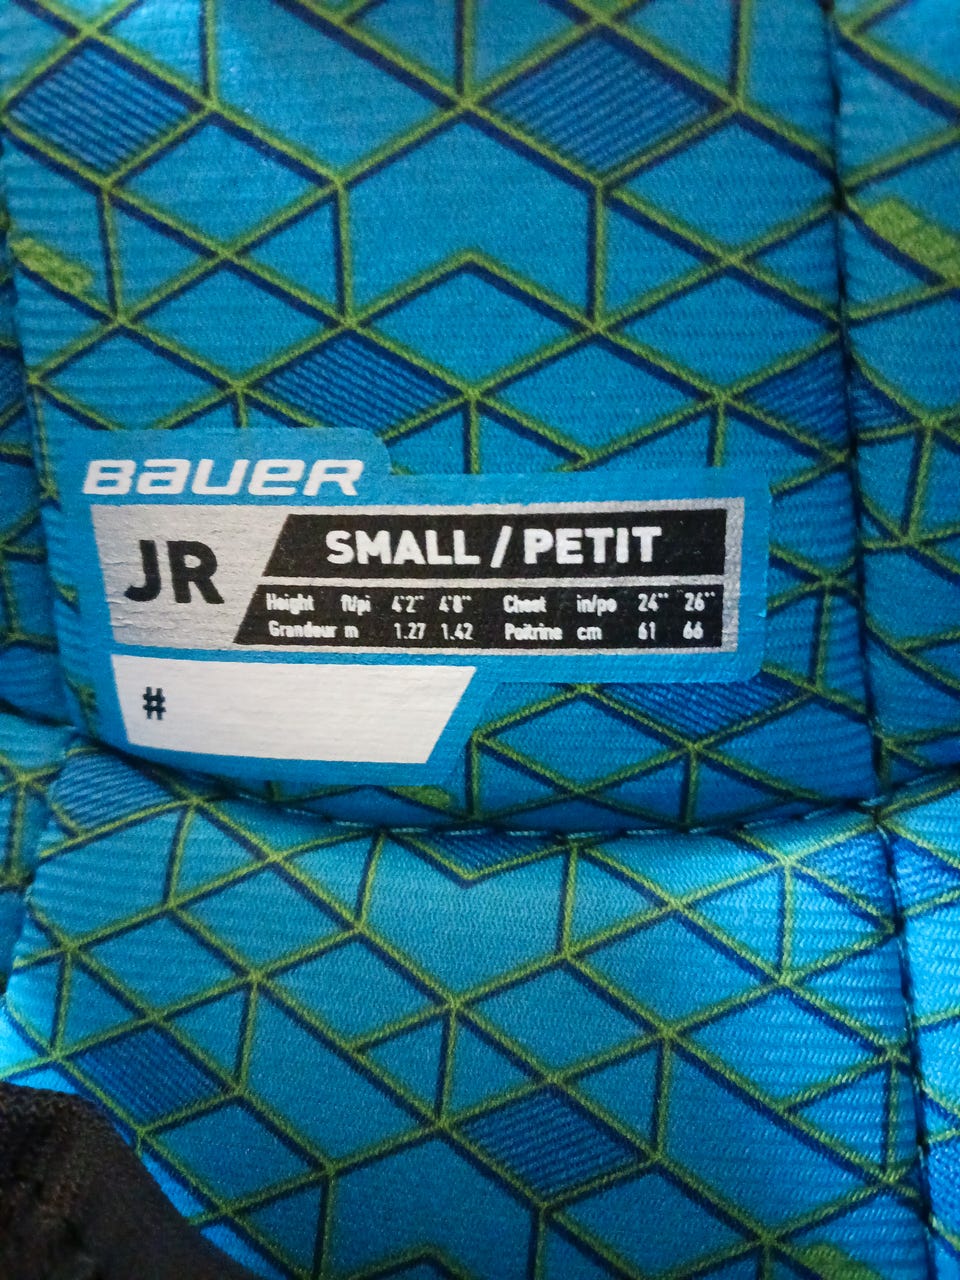 BAUER
JR
SMALL / PETIT
Height ft/pi 4'2" 4'8" Chest in/po 24" 26"
Grandeur m 1.27 1.42 Poitrine cm 61 66
#